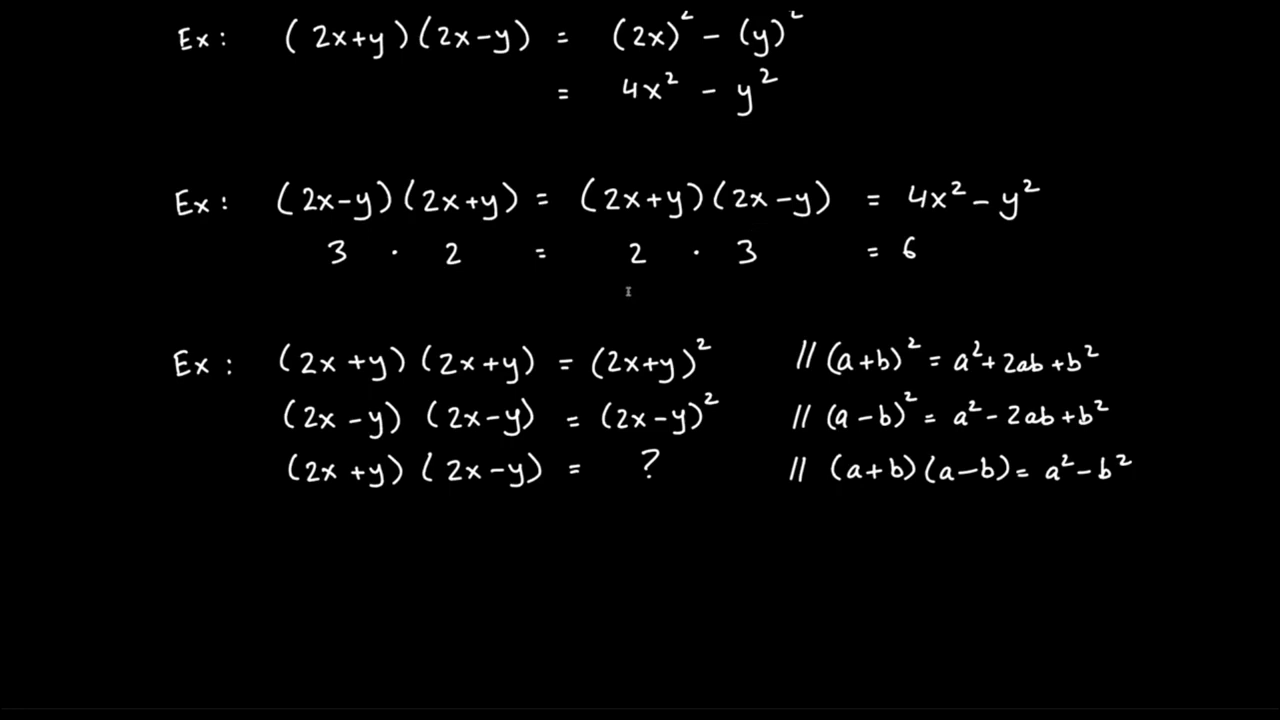 Ex: (2x+y)(2x-y) = (2x)² - (y)²
= 4x² - y²
Ex: (2x-y)(2x+y) = (2x+y)(2x-y) = 4x² - y²
3 · 2 = 2 · 3 = 6
Ex: (2x+y)(2x+y) = (2x+y)² // (a+b)² = a²+2ab+b²
(2x-y)(2x-y) = (2x-y)² // (a-b)² = a²-2ab+b²
(2x+y)(2x-y) = ? // (a+b)(a-b) = a²-b²